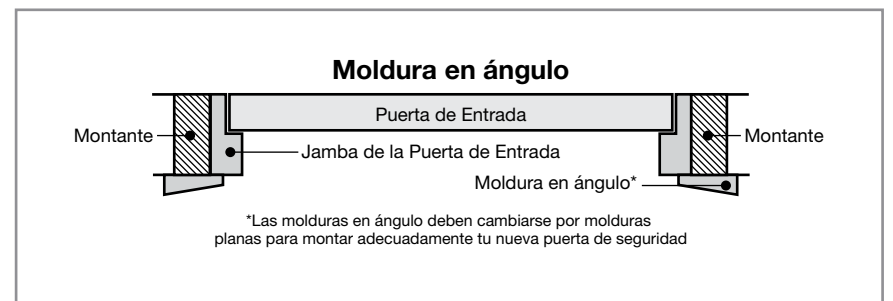 Moldura en ángulo
Puerta de Entrada
Montante
Montante
Jamba de la Puerta de Entrada
Moldura en ángulo*
*Las molduras en ángulo deben cambiarse por molduras
planas para montar adecuadamente tu nueva puerta de seguridad